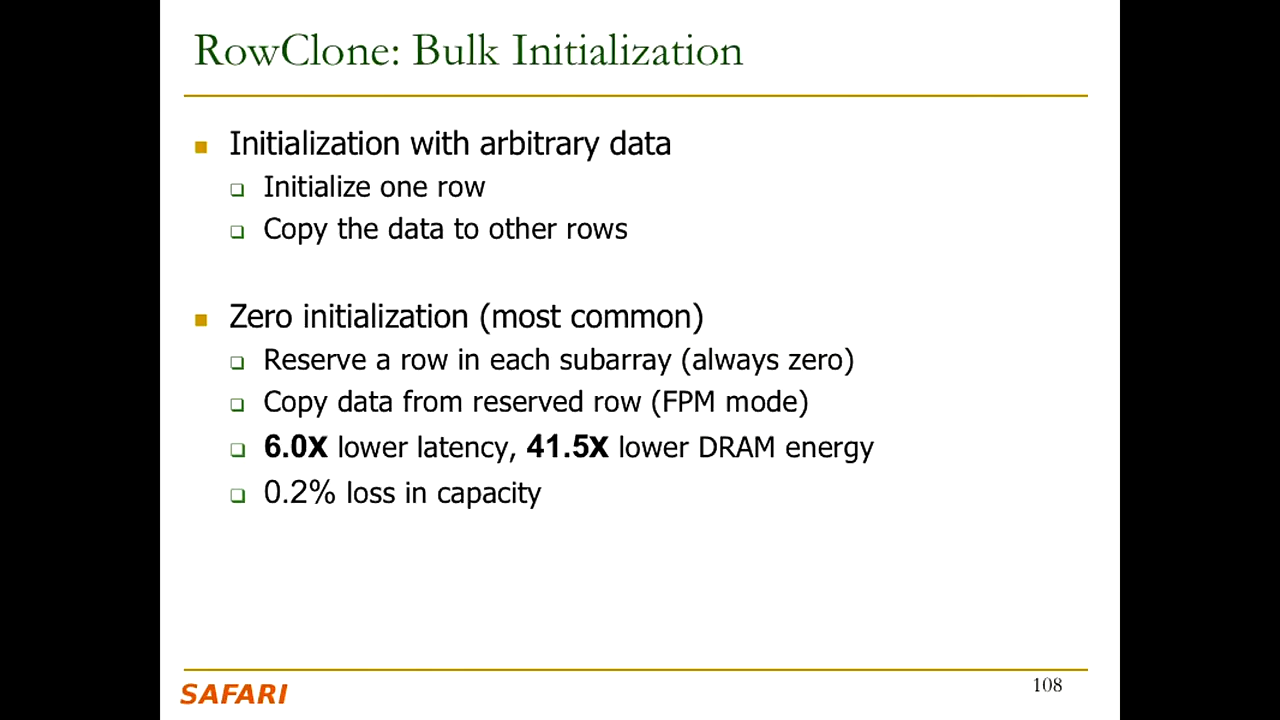 RowClone: Bulk Initialization
Initialization with arbitrary data
Initialize one row
Copy the data to other rows
Zero initialization (most common)
Reserve a row in each subarray (always zero)
Copy data from reserved row (FPM mode)
6.0X lower latency, 41.5X lower DRAM energy
0.2% loss in capacity
SAFARI
108